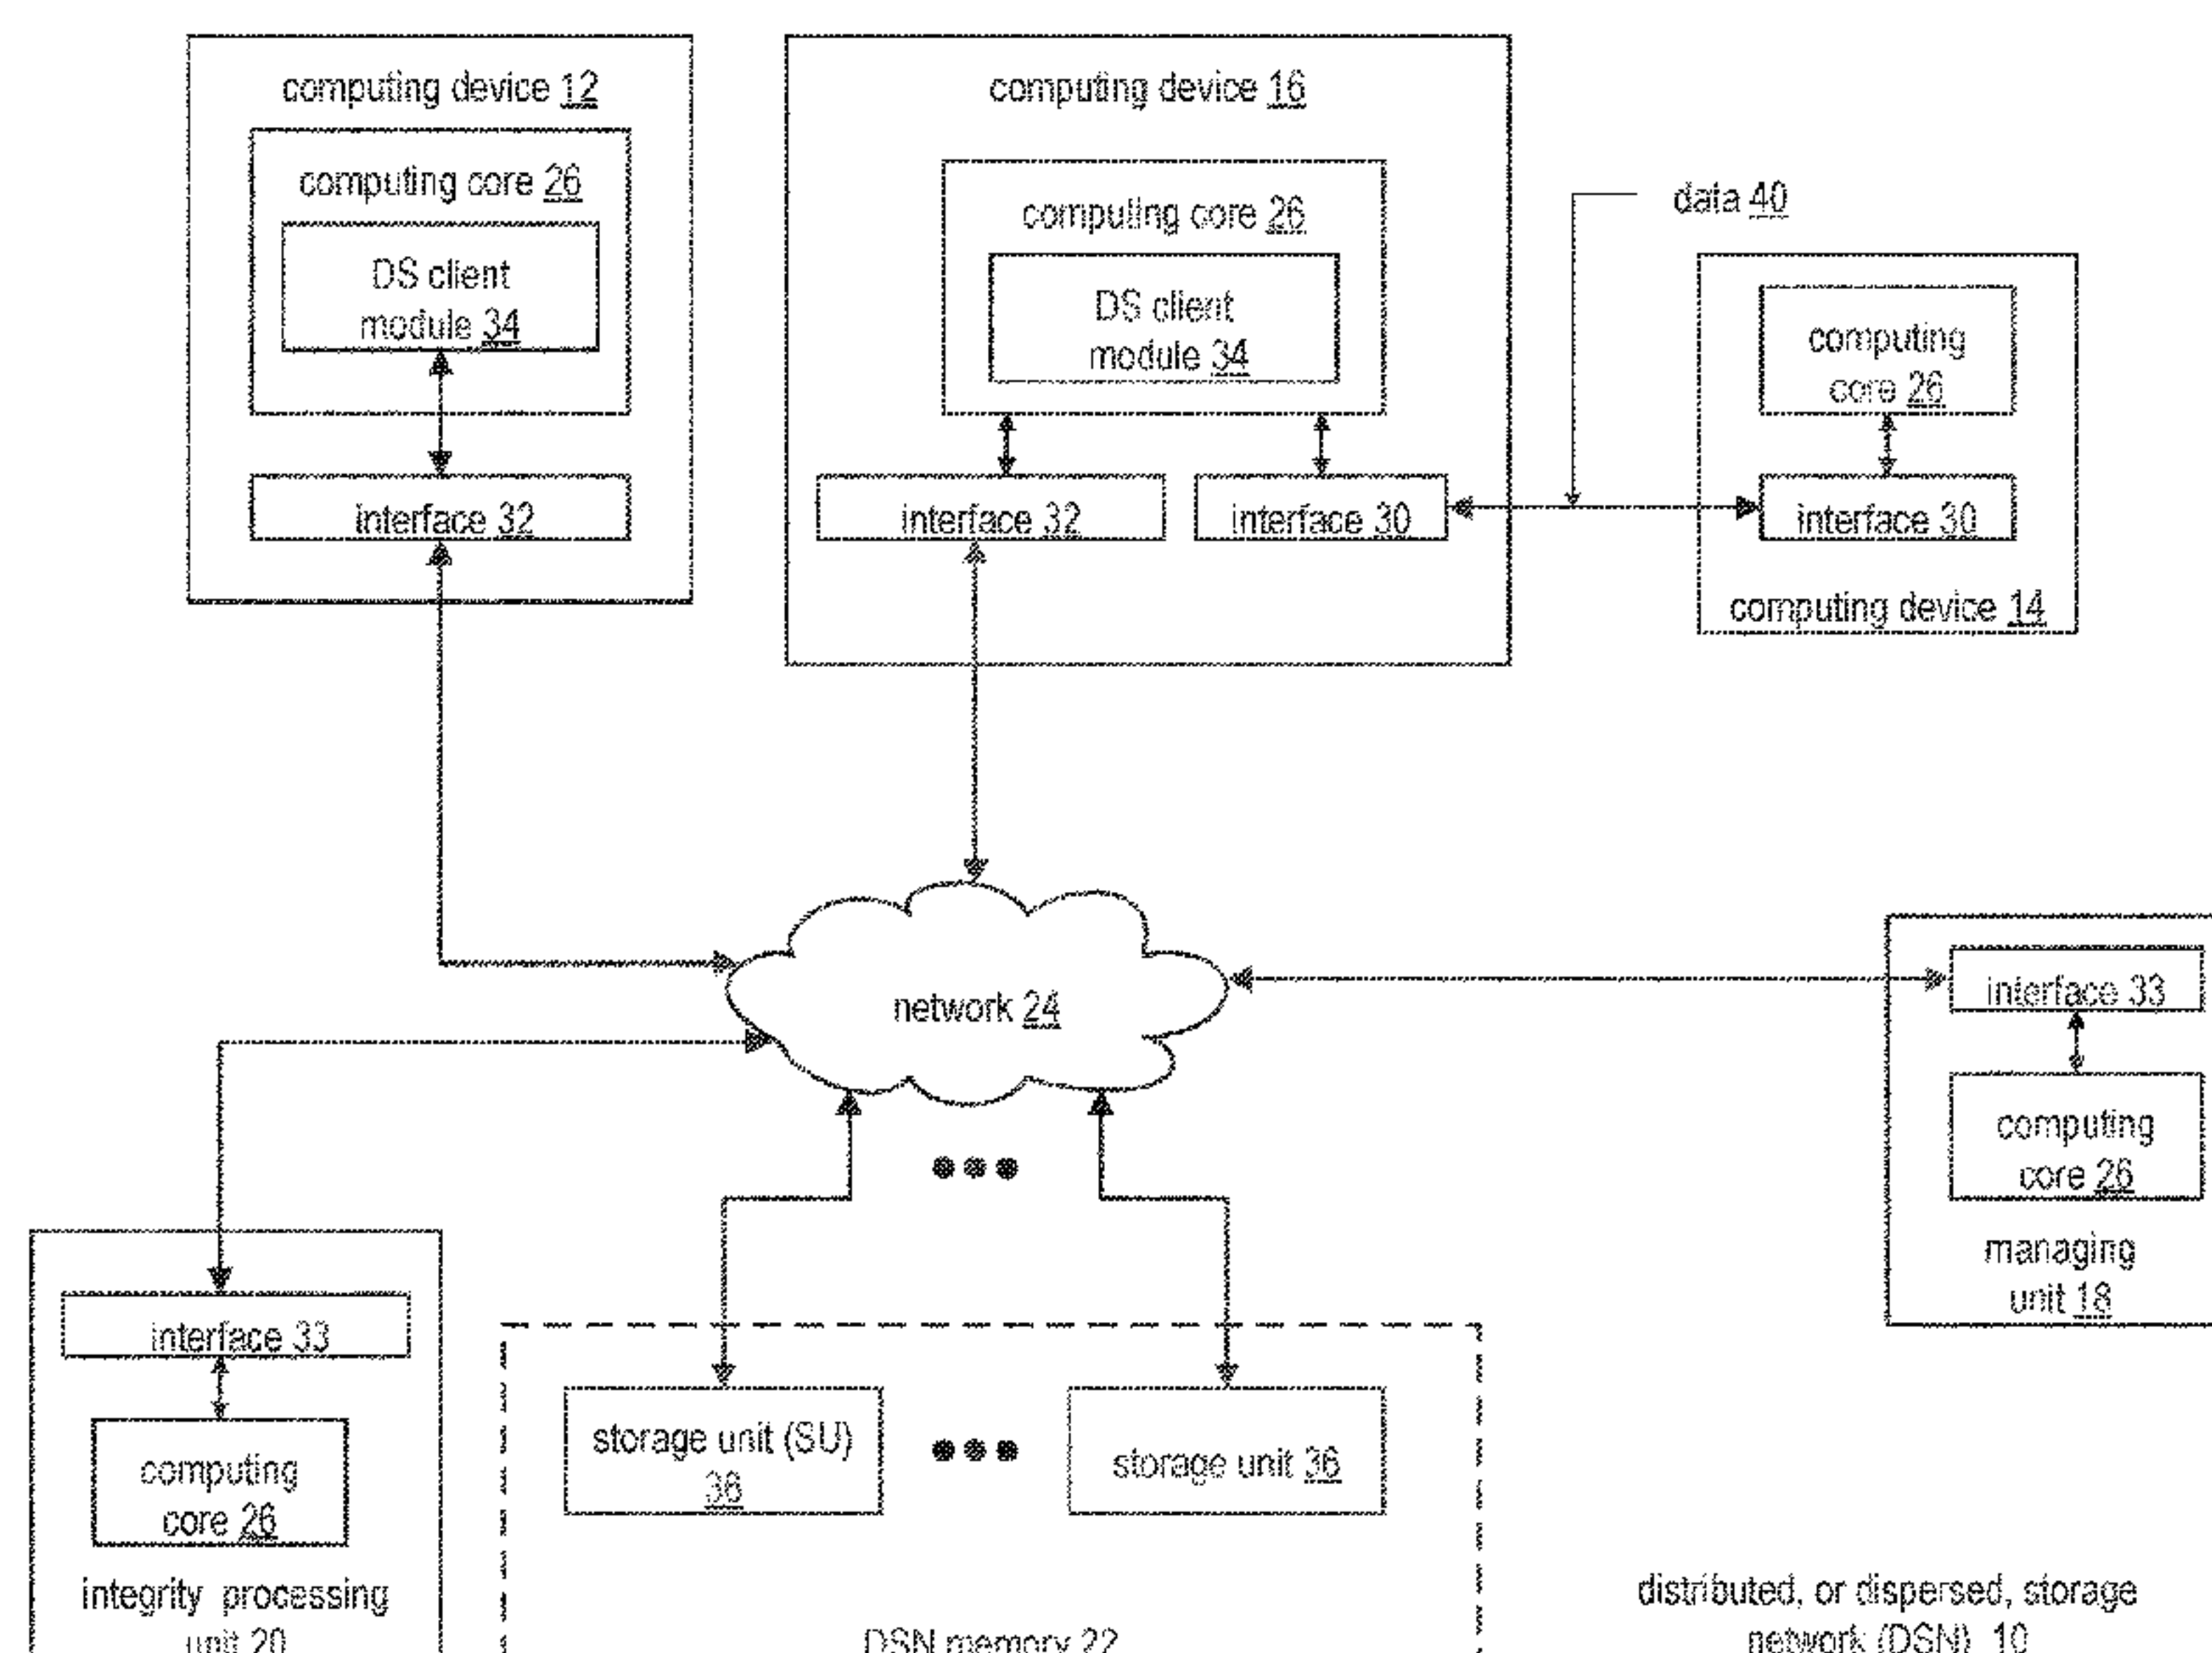 computing device 12
computing core 26
DS client
module 34
interface 32
computing device 16
computing core 26
DS client
module 34
interface 32
interface 30
data 40
computing
core 26
interface 30
computing device 14
network 24
interface 33
computing
core 26
managing
unit 18
interface 33
computing
core 26
integrity processing
unit 20
storage unit (SU)
36
storage unit 36
DSN memory 22
distributed, or dispersed, storage
network (DSN) 10